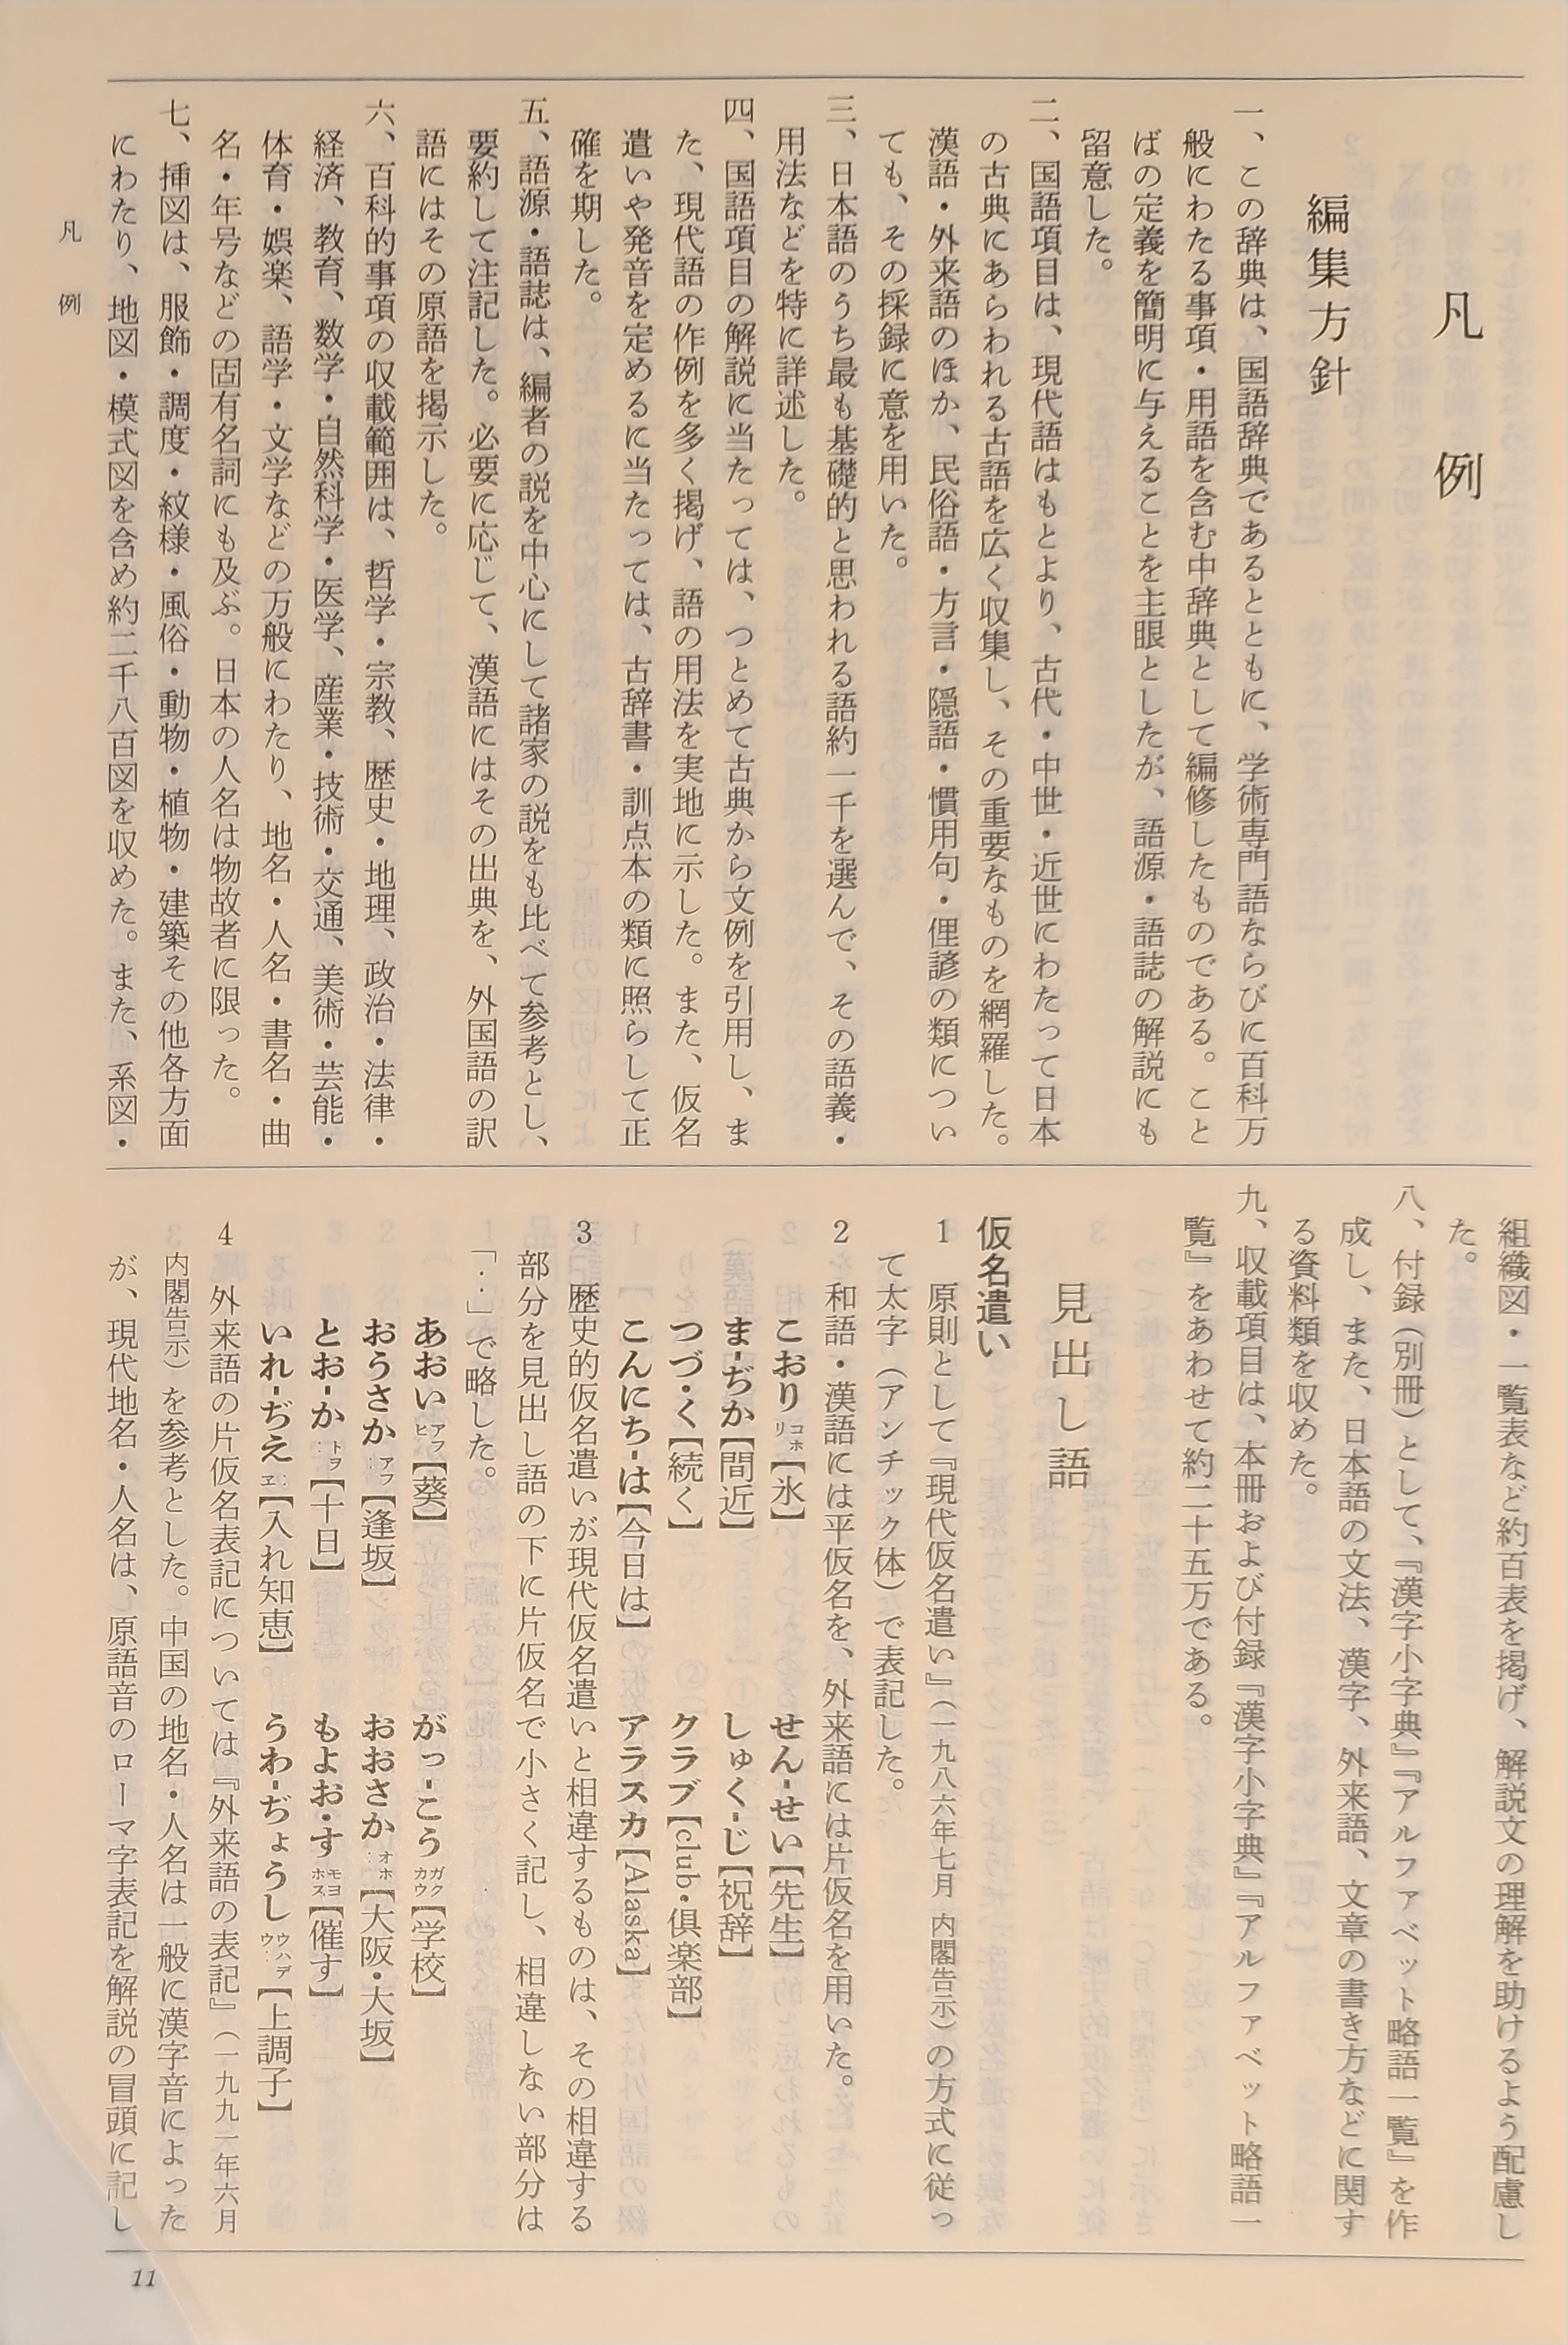 凡例
編集方針
一、この辞典は、国語辞典であるとともに、学術専門語ならびに百科万
般にわたる事項・用語を含む中辞典として編修したものである。こと
ばの定義を簡明に与えることを主眼としたが、語源・語誌の解説にも
留意した。
二、国語項目は、現代語はもとより、古代・中世・近世にわたって日本
の古典にあらわれる古語を広く収集し、その重要なものを網羅した。
漢語・外来語のほか、民俗語・方言・隠語・慣用句・俚諺の類につい
ても、その採録に意を用いた。
三、日本語のうち最も基礎的と思われる語約一千を選んで、その語義・
用法などを特に詳述した。
四、国語項目の解説に当たっては、つとめて古典から文例を引用し、ま
た、現代語の作例を多く掲げ、語の用法を実地に示した。また、仮名
遣いや発音を定めるに当たっては、古辞書・訓点本の類に照らして正
確を期した。
五、語源・語誌は、編者の説を中心にして諸家の説をも比べて参考とし、
要約して注記した。必要に応じて、漢語にはその出典を、外国語の訳
語にはその原語を掲示した。
六、百科的事項の収載範囲は、哲学・宗教、歴史・地理、政治・法律・
経済、教育、数学・自然科学・医学、産業・技術・交通、美術・芸能・
体育・娯楽、語学・文学などの万般にわたり、地名・人名・書名・曲
名・年号などの固有名詞にも及ぶ。日本の人名は物故者に限った。
七、挿図は、服飾・調度・紋様・風俗・動物・植物・建築その他各方面
にわたり、地図・模式図を含め約二千八百図を収めた。また、系図・
組織図・一覧表など約百表を掲げ、解説文の理解を助けるよう配慮し
た。
八、付録（別冊）として、『漢字小字典』『アルファベット略語一覧』を作
成し、また、日本語の文法、漢字、外来語、文章の書き方などに関す
る資料類を収めた。
九、収載項目は、本冊および付録『漢字小字典』『アルファベット略語一
覧』をあわせて約二十五万である。
見出し語
仮名遣い
1 原則として『現代仮名遣い』（一九八六年七月 内閣告示）の方式に従っ
て太字（アンチック体）で表記した。
2 和語・漢語には平仮名を、外来語には片仮名を用いた。
こおり コホリ【氷】 せん‐せい【先生】
ま‐ぢか【間近】 しゅく‐じ【祝辞】
つづ・く【続く】 クラブ【club・倶楽部】
こんにち‐は【今日は】 アラスカ【Alaska】
3 歴史的仮名遣いが現代仮名遣いと相違するものは、その相違する
部分を見出し語の下に片仮名で小さく記し、相違しない部分は
「‥」で略した。
あおい アフヒ【葵】 がっ‐こう ガクカウ【学校】
おうさか アフ‥【逢坂】 おおさか オホ‥【大阪・大坂】
とお‐か トヲ‥【十日】 もよお・す モヨホス【催す】
いれ‐ぢえ ‥ヱ【入れ知恵】 うわ‐ぢょうし ウハデウ‥【上調子】
4 外来語の片仮名表記については『外来語の表記』（一九九一年六月
内閣告示）を参考とした。中国の地名・人名は一般に漢字音によった
が、現代地名・人名は、原語音のローマ字表記を解説の冒頭に記し
凡例
11